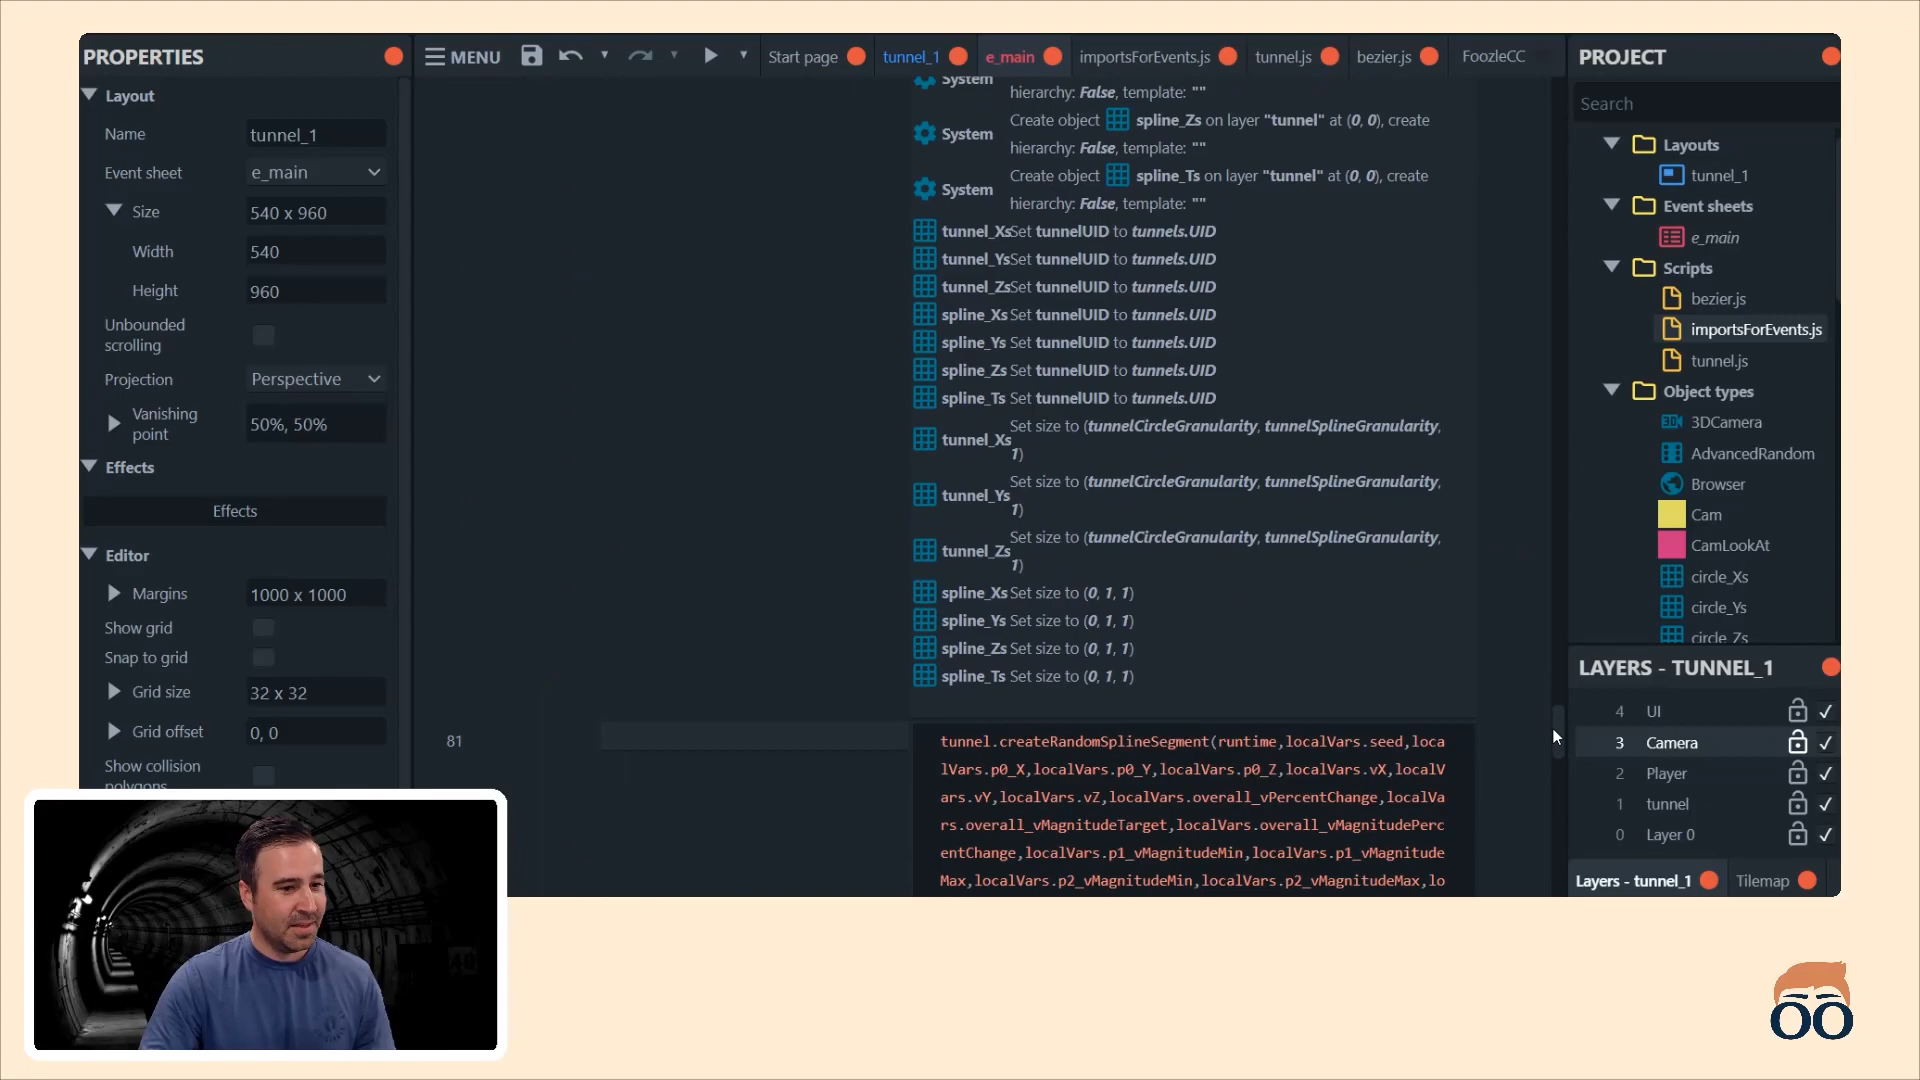 PROPERTIES
MENU
Start page
tunnel_1
e_main
importsForEvents.js
tunnel.js
bezier.js
FoozleCC
PROJECT
Search
Layout
Name
tunnel_1
Event sheet
e_main
Size
540 x 960
Width
540
Height
960
Unbounded
scrolling
Projection
Perspective
Vanishing
point
50%, 50%
Effects
Effects
Editor
Margins
1000 x 1000
Show grid
Snap to grid
Grid size
32 x 32
Grid offset
0, 0
Show collision
polygons
System
hierarchy: False, template: ""
System
Create object spline_Zs on layer "tunnel" at (0, 0), create
hierarchy: False, template: ""
System
Create object spline_Ts on layer "tunnel" at (0, 0), create
hierarchy: False, template: ""
tunnel_Xs Set tunnelUID to tunnels.UID
tunnel_Ys Set tunnelUID to tunnels.UID
tunnel_Zs Set tunnelUID to tunnels.UID
spline_Xs Set tunnelUID to tunnels.UID
spline_Ys Set tunnelUID to tunnels.UID
spline_Zs Set tunnelUID to tunnels.UID
spline_Ts Set tunnelUID to tunnels.UID
tunnel_Xs
Set size to (tunnelCircleGranularity, tunnelSplineGranularity,
1)
tunnel_Ys
Set size to (tunnelCircleGranularity, tunnelSplineGranularity,
1)
tunnel_Zs
Set size to (tunnelCircleGranularity, tunnelSplineGranularity,
1)
spline_Xs Set size to (0, 1, 1)
spline_Ys Set size to (0, 1, 1)
spline_Zs Set size to (0, 1, 1)
spline_Ts Set size to (0, 1, 1)
81
tunnel.createRandomSplineSegment(runtime,localVars.seed,loca
lVars.p0_X,localVars.p0_Y,localVars.p0_Z,localVars.vX,localV
ars.vY,localVars.vZ,localVars.overall_vPercentChange,localVa
rs.overall_vMagnitudeTarget,localVars.overall_vMagnitudePerc
entChange,localVars.p1_vMagnitudeMin,localVars.p1_vMagnitude
Max,localVars.p2_vMagnitudeMin,localVars.p2_vMagnitudeMax,lo
Layouts
tunnel_1
Event sheets
e_main
Scripts
bezier.js
importsForEvents.js
tunnel.js
Object types
3DCamera
AdvancedRandom
Browser
Cam
CamLookAt
circle_Xs
circle_Ys
circle_Zs
LAYERS - TUNNEL_1
4 UI
3 Camera
2 Player
1 tunnel
0 Layer 0
Layers - tunnel_1
Tilemap